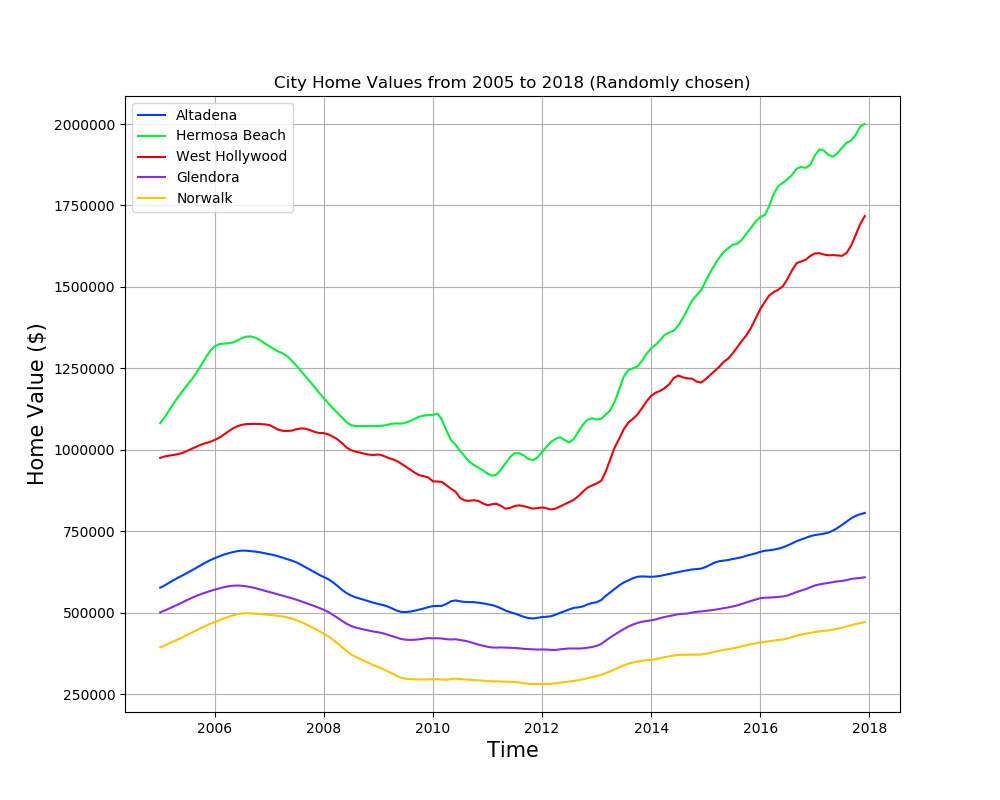 City Home Values from 2005 to 2018 (Randomly chosen)
Altadena
Hermosa Beach
West Hollywood
Glendora
Norwalk
2000000
1750000
1500000
1250000
1000000
750000
500000
250000
Home Value ($)
2006 2008 2010 2012 2014 2016 2018
Time